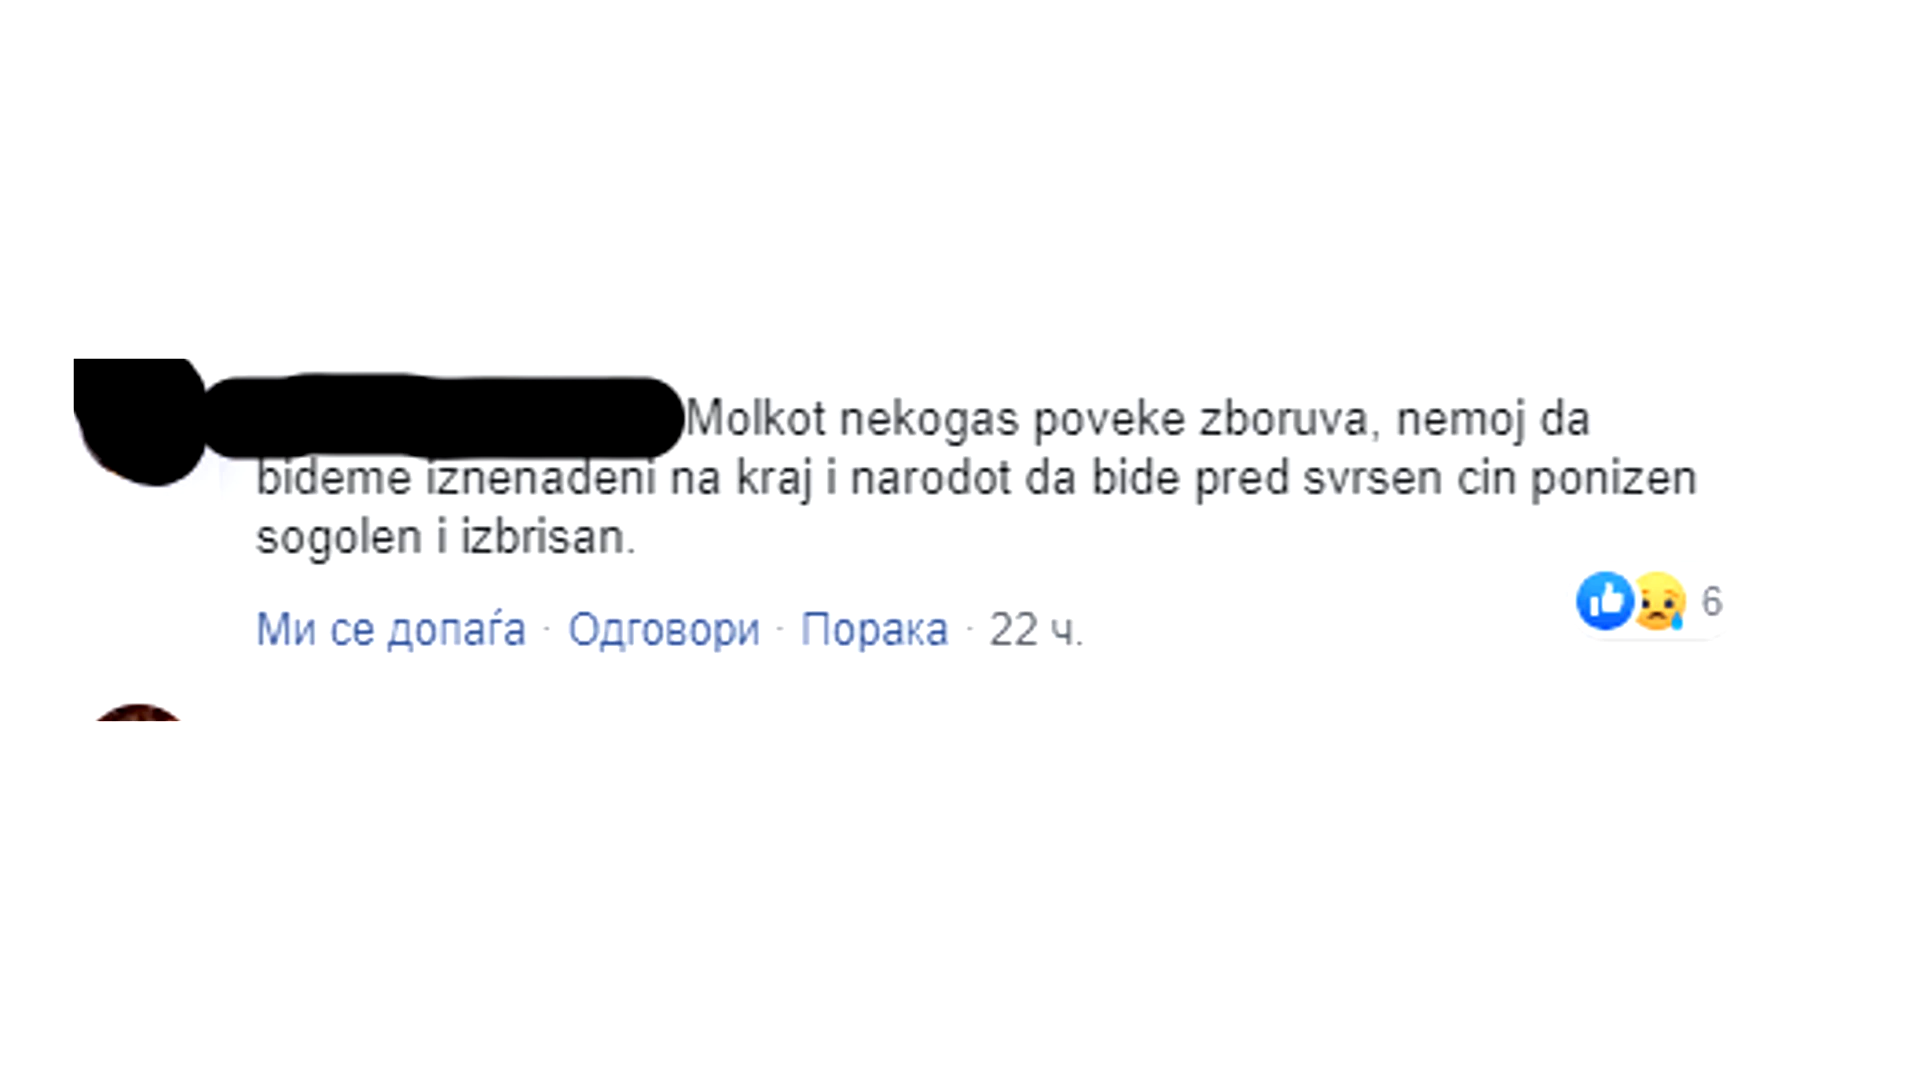 Molkot nekogas poveke zboruva, nemoj da
bideme iznenadeni na kraj i narodot da bide pred svrsen cin ponizen
sogolen i izbrisan.
Ми се допаѓа · Одговори · Порака · 22 ч.
6